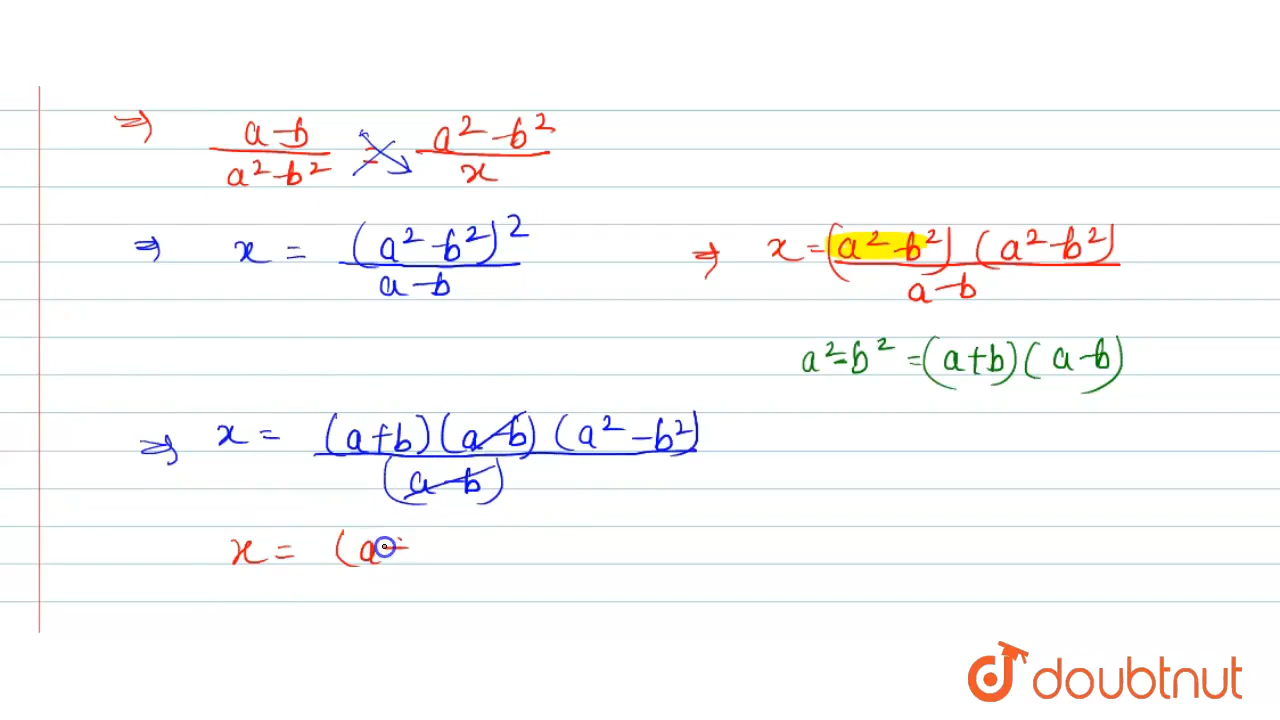 ⇒ (a-b)/(a²-b²) = (a²-b²)/x
⇒ x = (a²-b²)²/(a-b)
⇒ x = (a²-b²)(a²-b²)/(a-b)
a²-b² = (a+b)(a-b)
⇒ x = (a+b)(a-b)(a²-b²)/(a-b)
x = (a+
doubtnut